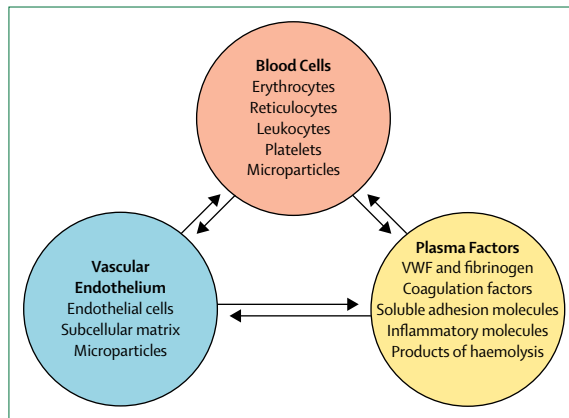 Blood Cells
Erythrocytes
Reticulocytes
Leukocytes
Platelets
Microparticles
Vascular
Endothelium
Endothelial cells
Subcellular matrix
Microparticles
Plasma Factors
VWF and fibrinogen
Coagulation factors
Soluble adhesion molecules
Inflammatory molecules
Products of haemolysis